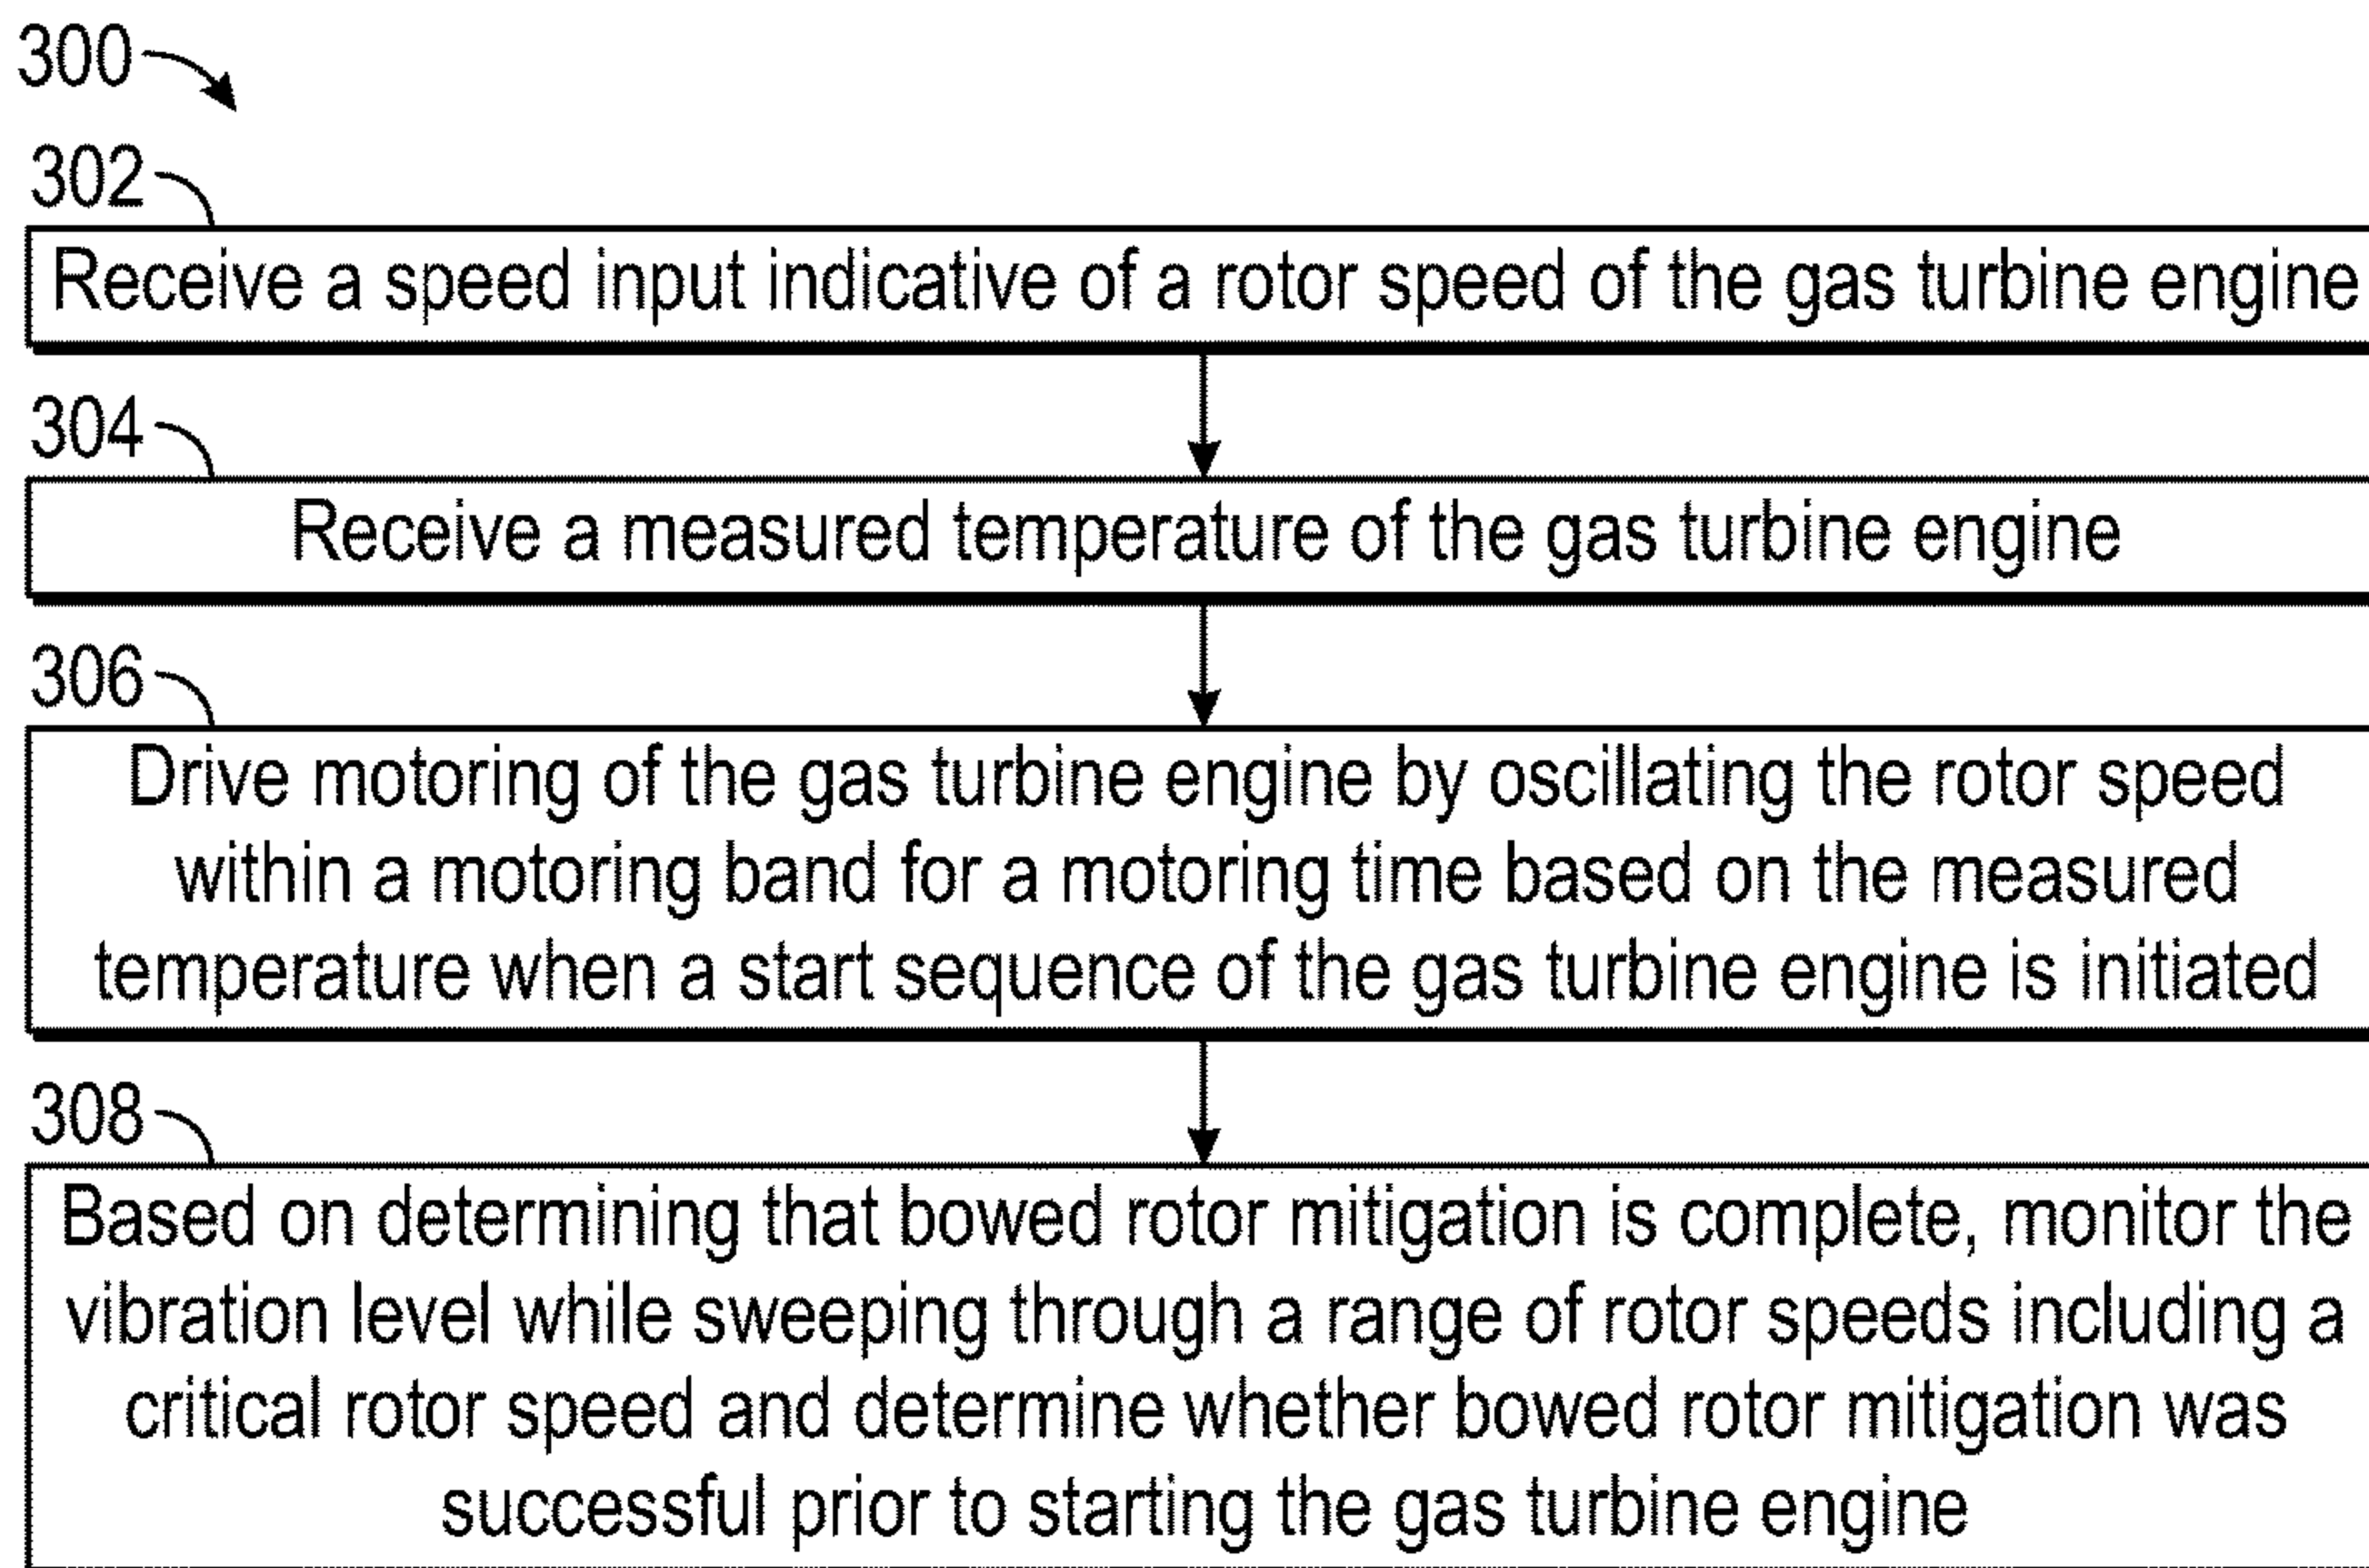 300
302
Receive a speed input indicative of a rotor speed of the gas turbine engine
304
Receive a measured temperature of the gas turbine engine
306
Drive motoring of the gas turbine engine by oscillating the rotor speed
within a motoring band for a motoring time based on the measured
temperature when a start sequence of the gas turbine engine is initiated
308
Based on determining that bowed rotor mitigation is complete, monitor the
vibration level while sweeping through a range of rotor speeds including a
critical rotor speed and determine whether bowed rotor mitigation was
successful prior to starting the gas turbine engine